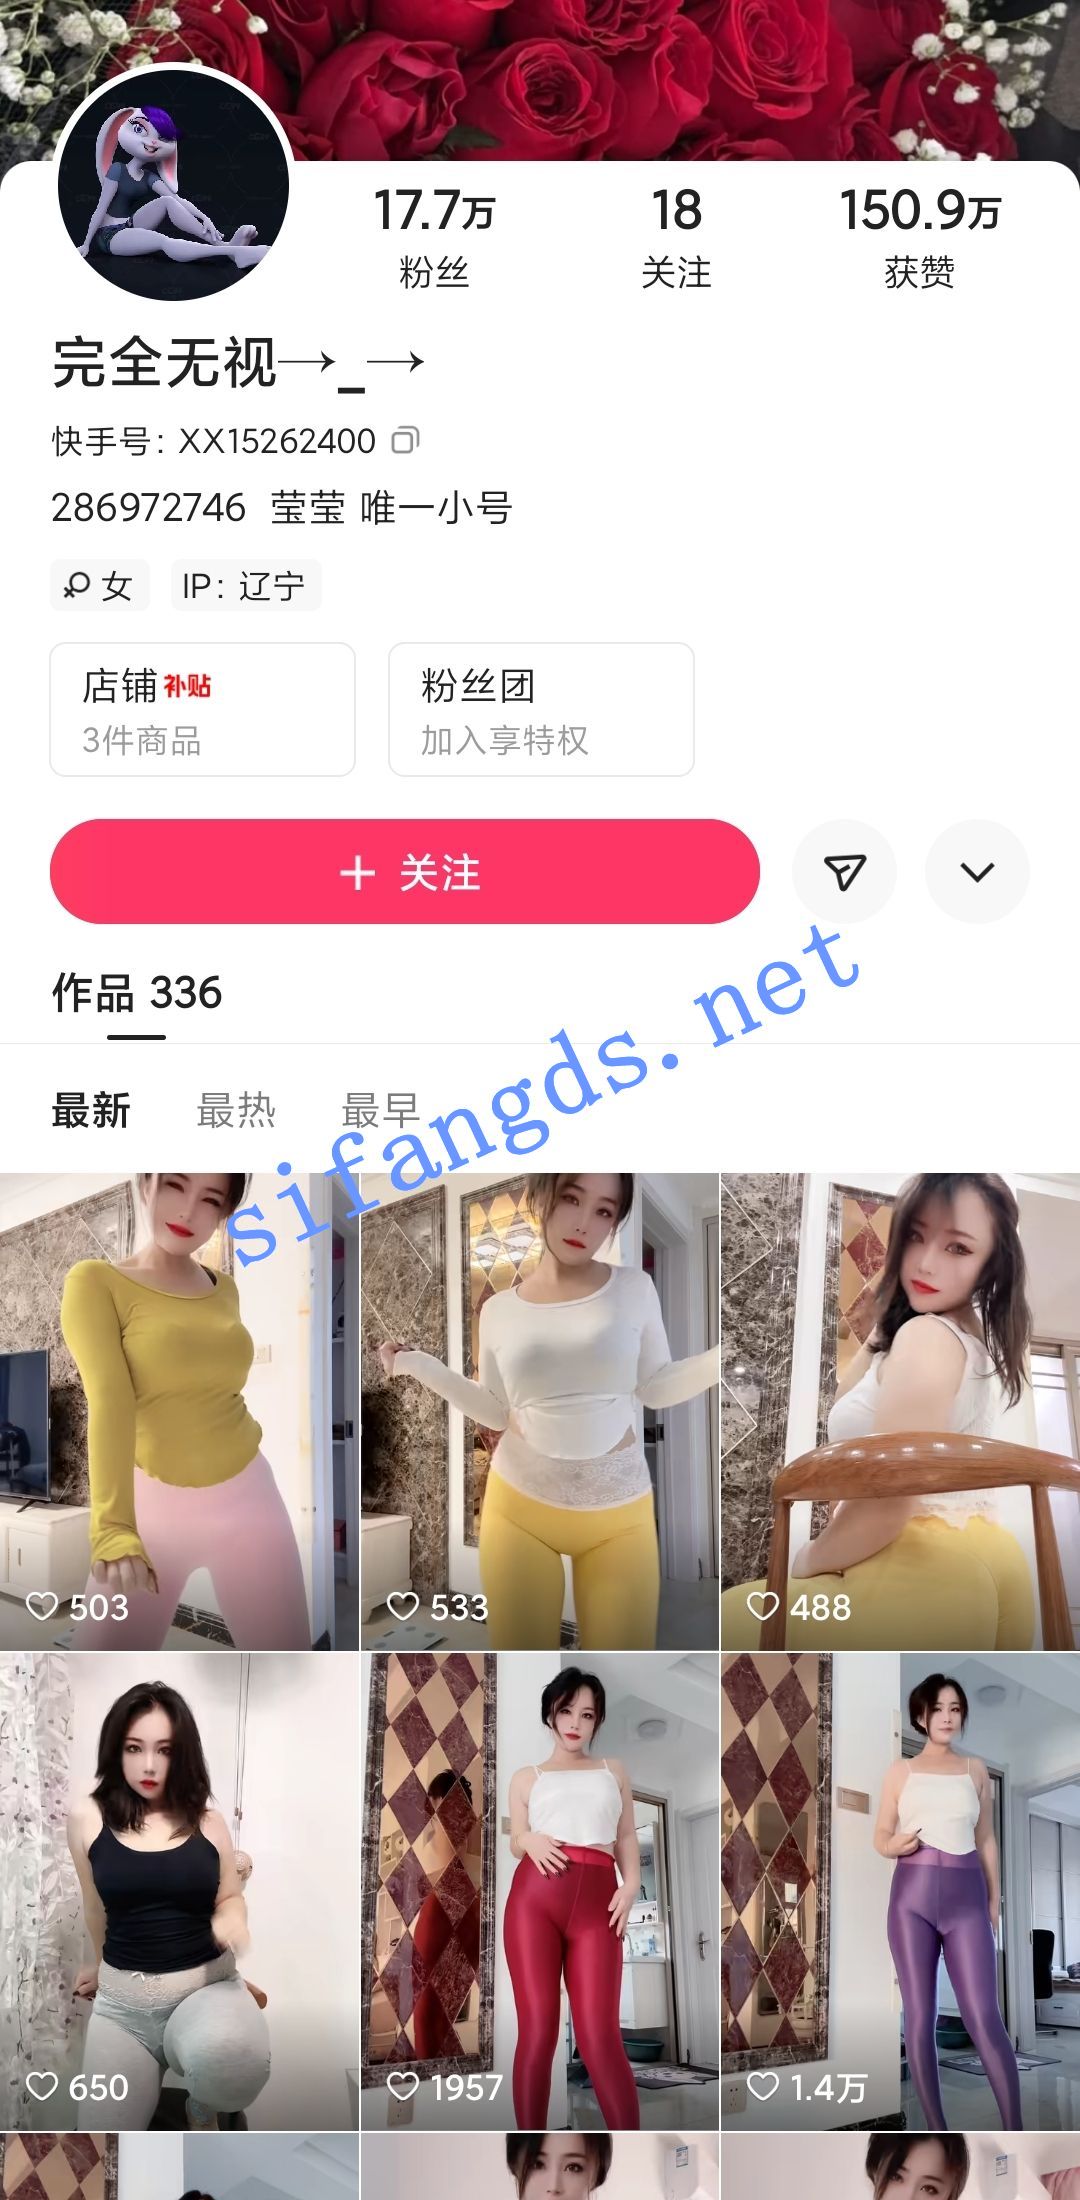 17.7万 18 150.9万
粉丝 关注 获赞
完全无视→_→
快手号: XX15262400
286972746 莹莹 唯一小号
女 IP: 辽宁
店铺补贴 粉丝团
3件商品 加入享特权
+ 关注
作品 336
最新 最热 最早
sifangds.net
503 533 488
650 1957 1.4万